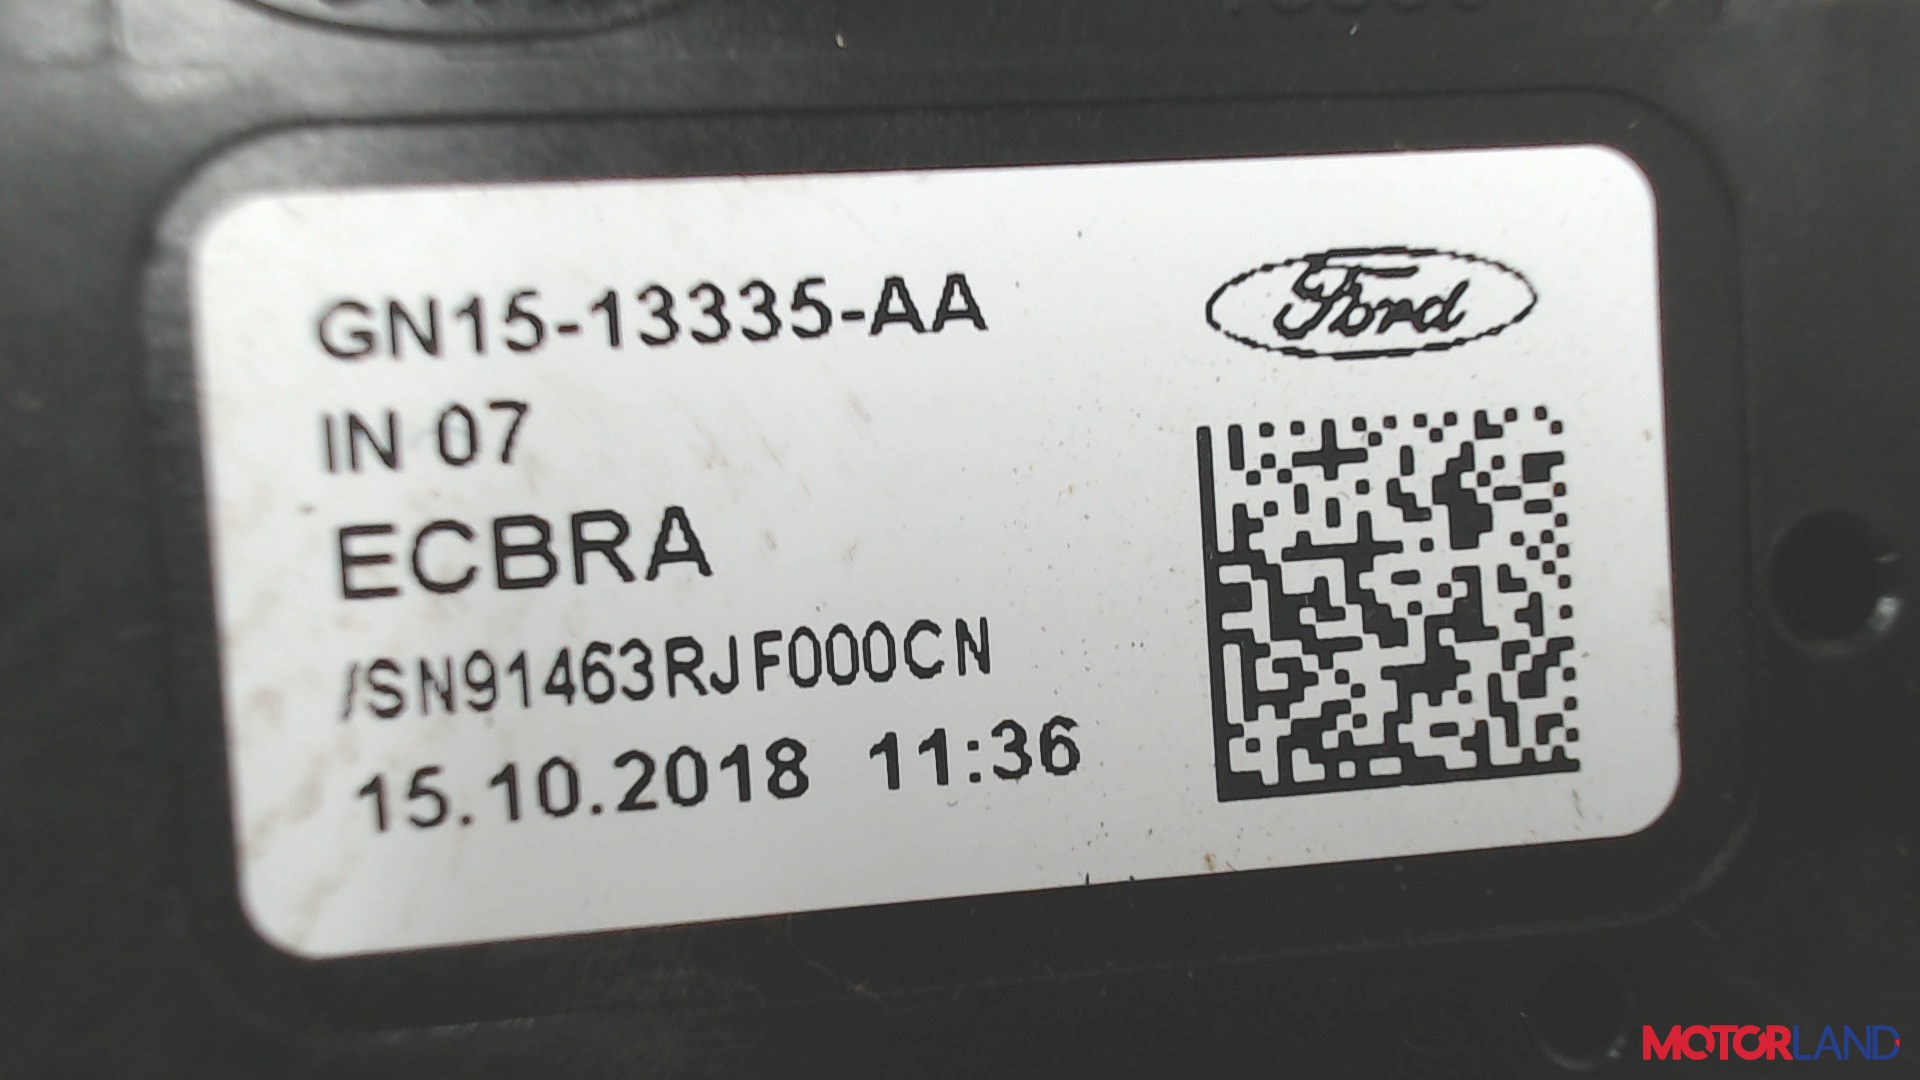 GN15-13335-AA
Ford
IN 07
ECBRA
/SN91463RJF000CN
15.10.2018 11:36
MOTORLAND